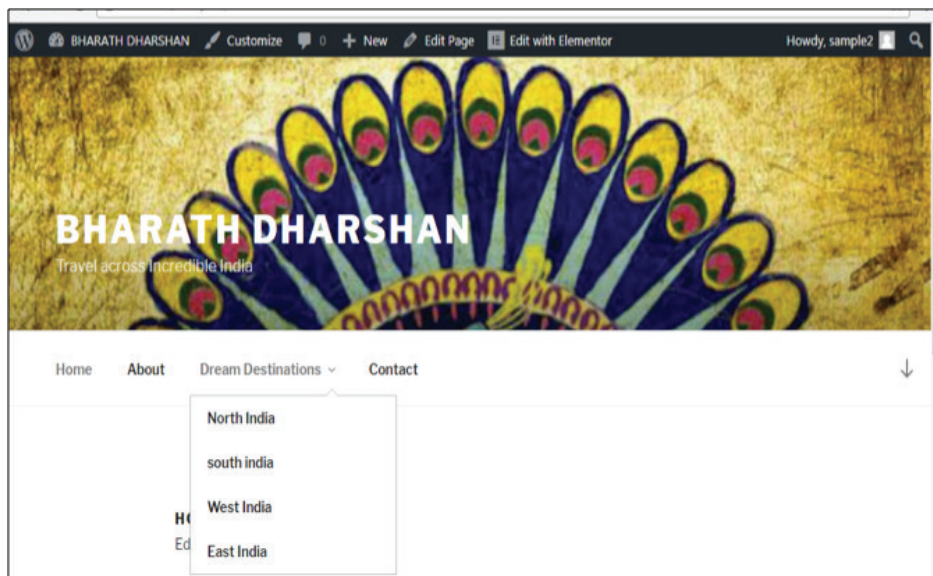 BHARATH DHARSHAN Customize 0 New Edit Page Edit with Elementor Howdy, sample2
BHARATH DHARSHAN
Travel across Incredible India
Home About Dream Destinations Contact
North India
south india
West India
East India